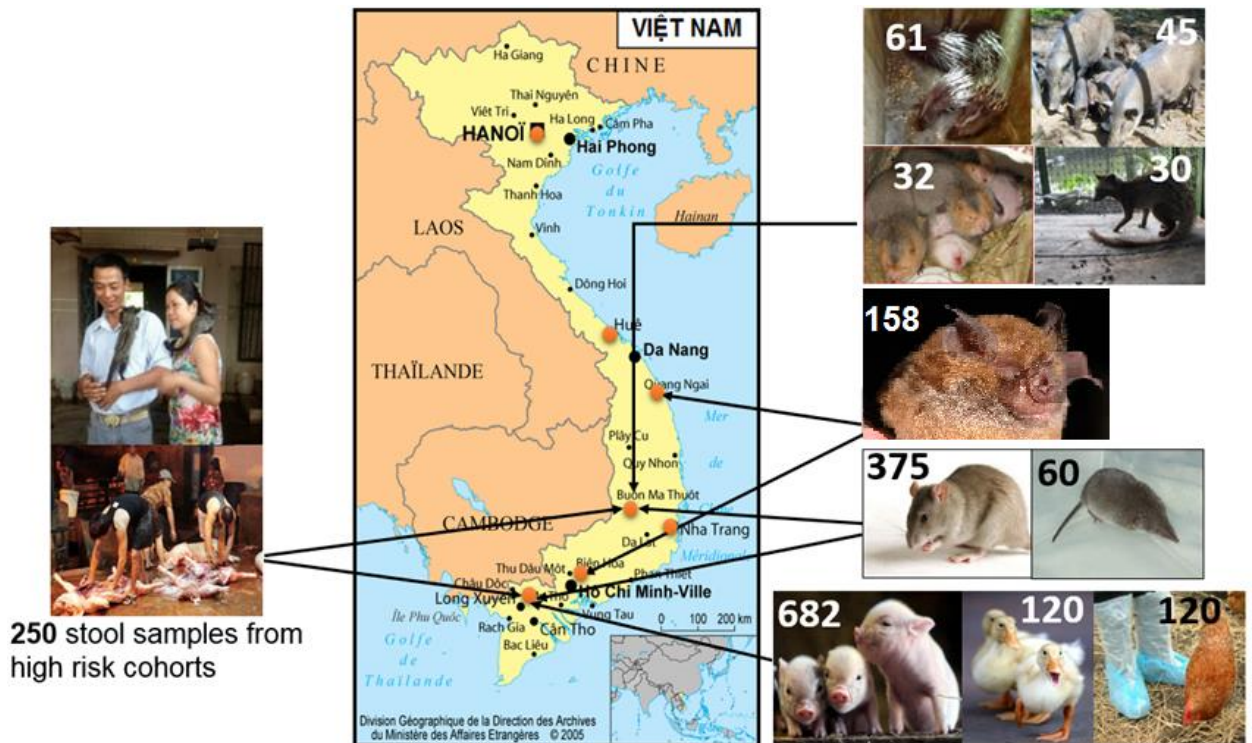 VIỆT NAM
CHINE
Ha Giang
Thai Nguyên
Viêt Tri
Ha Long
Câm Pha
HANOÏ
Hai Phong
Nam Dinh
Golfe
du
Tonkin
Thanh Hoa
Hainan
LAOS
Vinh
Dông Hoi
Huê
Da Nang
THAÏLANDE
Quang Ngai
Mer
de
Plây Cu
Quy Nhon
Buôn Ma Thuôt
CAMBODGE
Nha Trang
Da Lat
Méridional
Thu Dâu Môt
Biên Hoa
Phan Thiet
Châu Dôc
Hô Chi Minh-Ville
Long Xuyên
Tho
Vung Tau
Île Phu Quôc
Rach Gia
Cân Tho
0 100 200 km
Golfe
de
Thaïlande
Bac Liêu
Division Géographique de la Direction des Archives
du Ministère des Affaires Etrangères © 2005
250 stool samples from
high risk cohorts
61
45
32
30
158
375
60
682
120
120